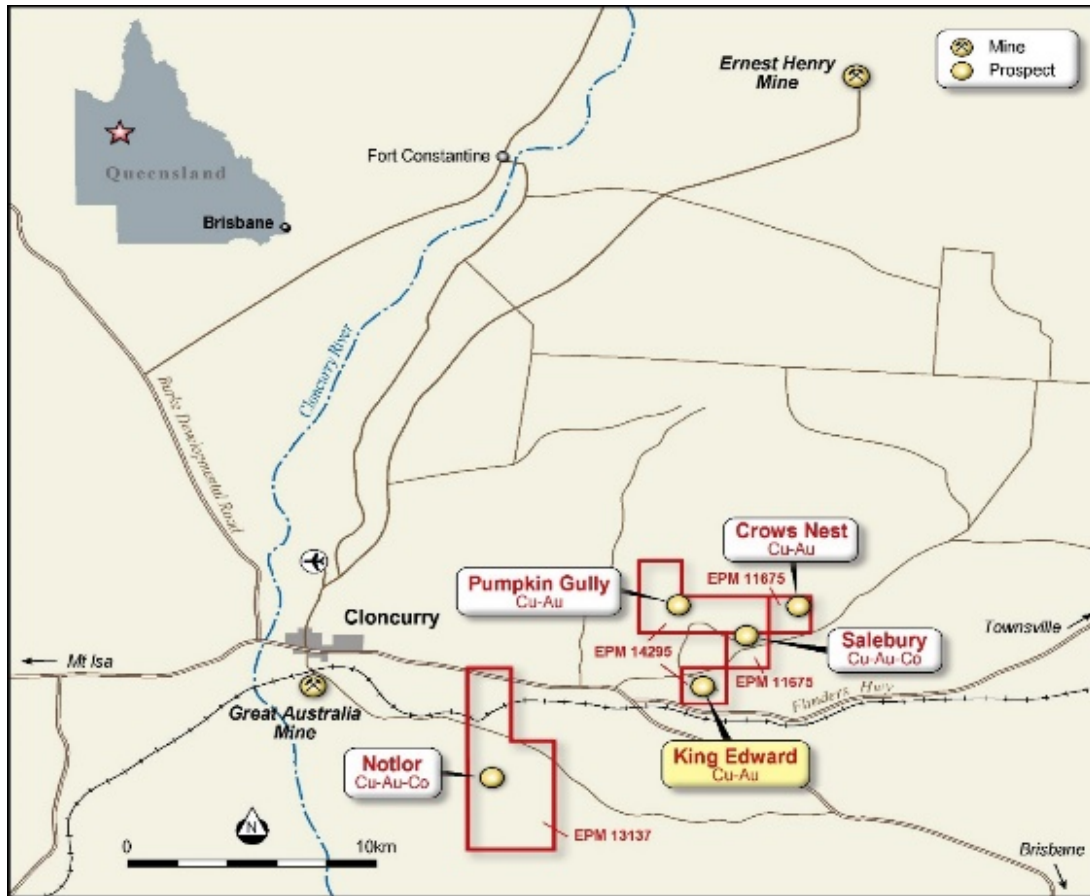 Mine
Prospect
Ernest Henry
Mine
Fort Constantine
Queensland
Brisbane
Cloncurry River
Burke Developmental Road
Crows Nest
Cu-Au
EPM 11675
Pumpkin Gully
Cu-Au
Cloncurry
Salebury
Cu-Au-Co
Townsville
EPM 14295
EPM 11675
Mt Isa
Flinders Hwy
Great Australia
Mine
King Edward
Cu-Au
Notlor
Cu-Au-Co
N
EPM 13137
0
10km
Brisbane